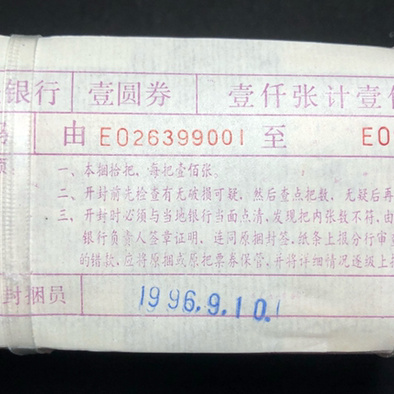 银行 壹圆券 壹仟张计壹
由 E026399001 至 E0
一、本捆拾把，每把壹佰张。
二、开封前先检查有无破损可疑，然后查点把数，无疑后再
三、开封时必须与当地银行当面点清，发现把内张数不符，由
银行负责人签章证明，连同原捆封签、纸条上报分行审
的错款，应将原捆或原把票券保管，并将详细情况逐级上
封捆员 1996.9.10.1